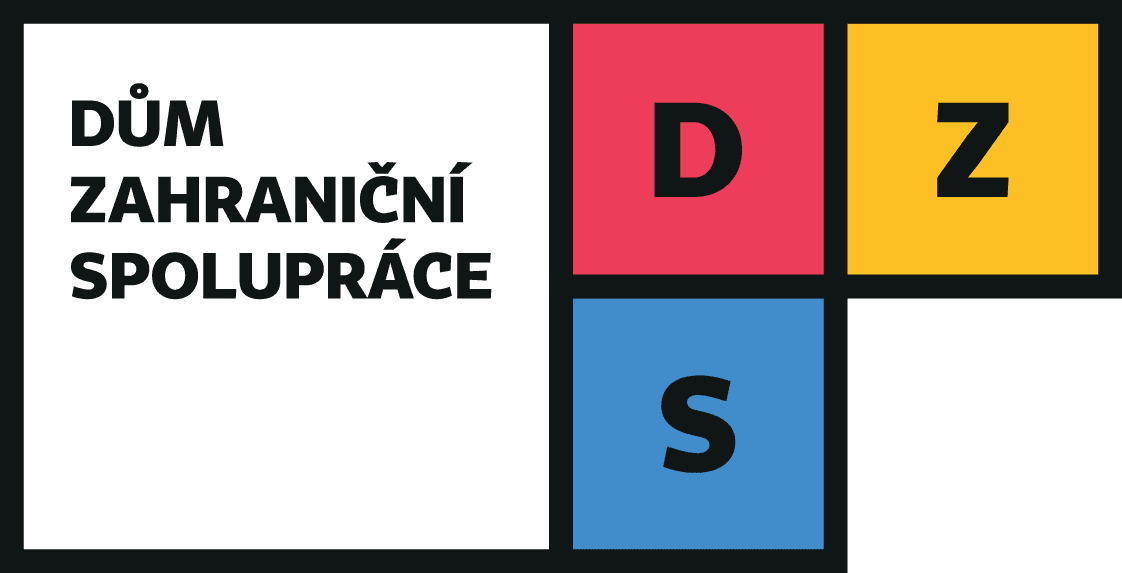 DŮM
ZAHRANIČNÍ
SPOLUPRÁCE
D Z
S